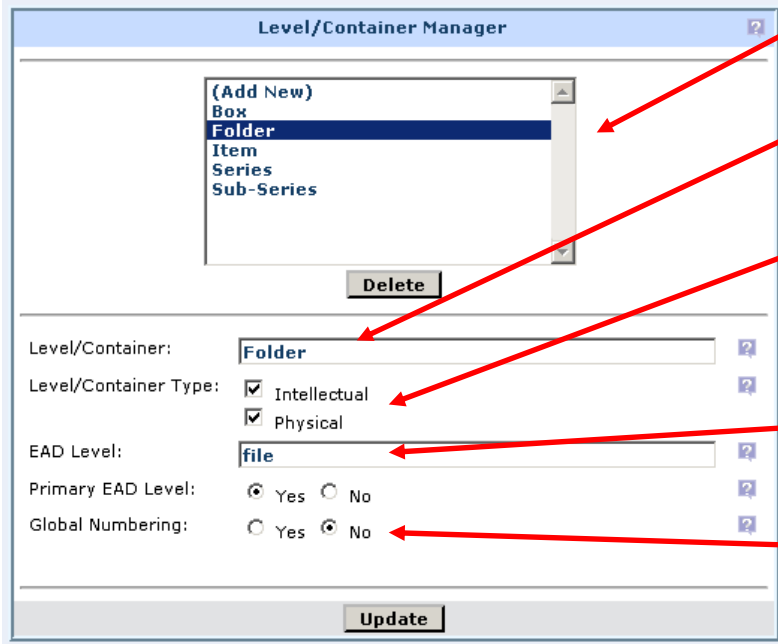 Level/Container Manager
(Add New)
Box
Folder
Item
Series
Sub-Series
Delete
Level/Container: Folder
Level/Container Type: Intellectual
Physical
EAD Level: file
Primary EAD Level: Yes No
Global Numbering: Yes No
Update